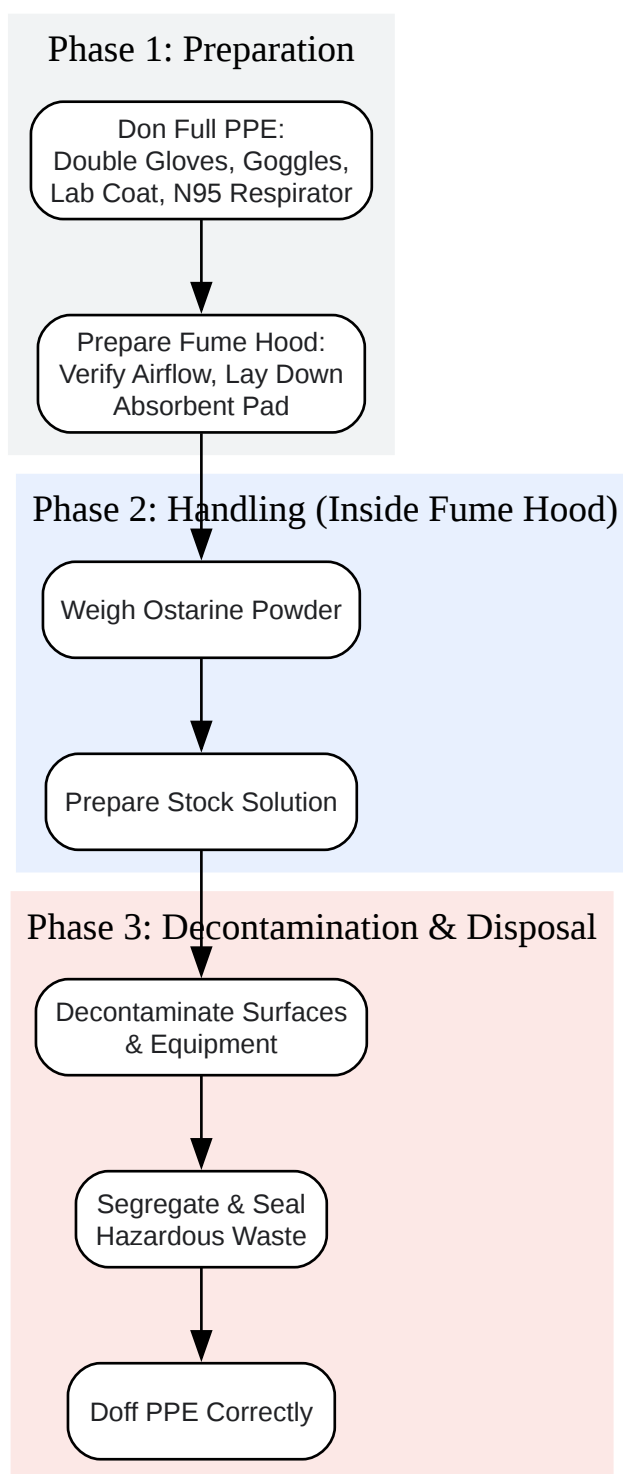 Phase 1: Preparation
Don Full PPE:
Double Gloves, Goggles,
Lab Coat, N95 Respirator
Prepare Fume Hood:
Verify Airflow, Lay Down
Absorbent Pad
Phase 2: Handling (Inside Fume Hood)
Weigh Ostarine Powder
Prepare Stock Solution
Phase 3: Decontamination & Disposal
Decontaminate Surfaces
& Equipment
Segregate & Seal
Hazardous Waste
Doff PPE Correctly